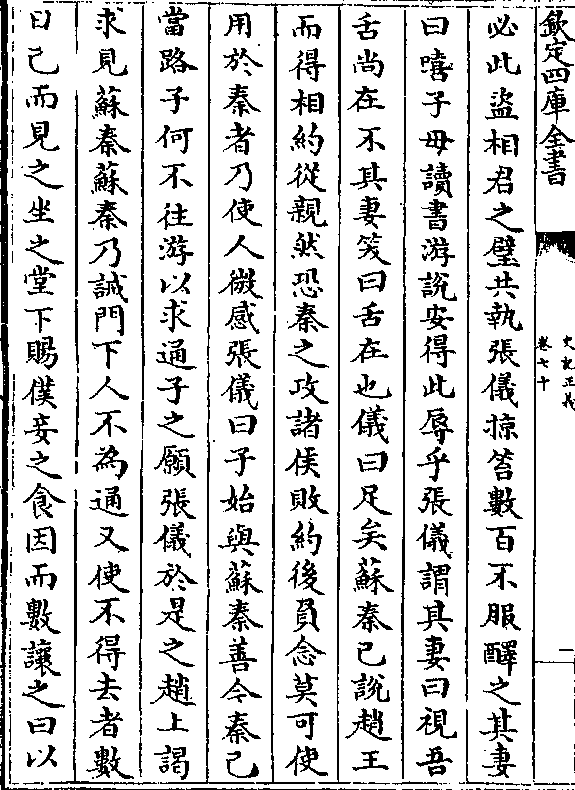 欽定四庫全書
史記正義
卷七十
一
必此盜相君之璧共執張儀掠笞數百不服醳之其妻
曰嘻子毋讀書游說安得此辱乎張儀謂其妻曰視吾
舌尚在不其妻笑曰舌在也儀曰足矣蘇秦已說趙王
而得相約從親然恐秦之攻諸侯敗約後負念莫可使
用於秦者乃使人微感張儀曰子始與蘇秦善今秦已
當路子何不往游以求通子之願張儀於是之趙上謁
求見蘇秦蘇秦乃誡門下人不為通又使不得去者數
日已而見之坐之堂下賜僕妾之食因而數讓之曰以